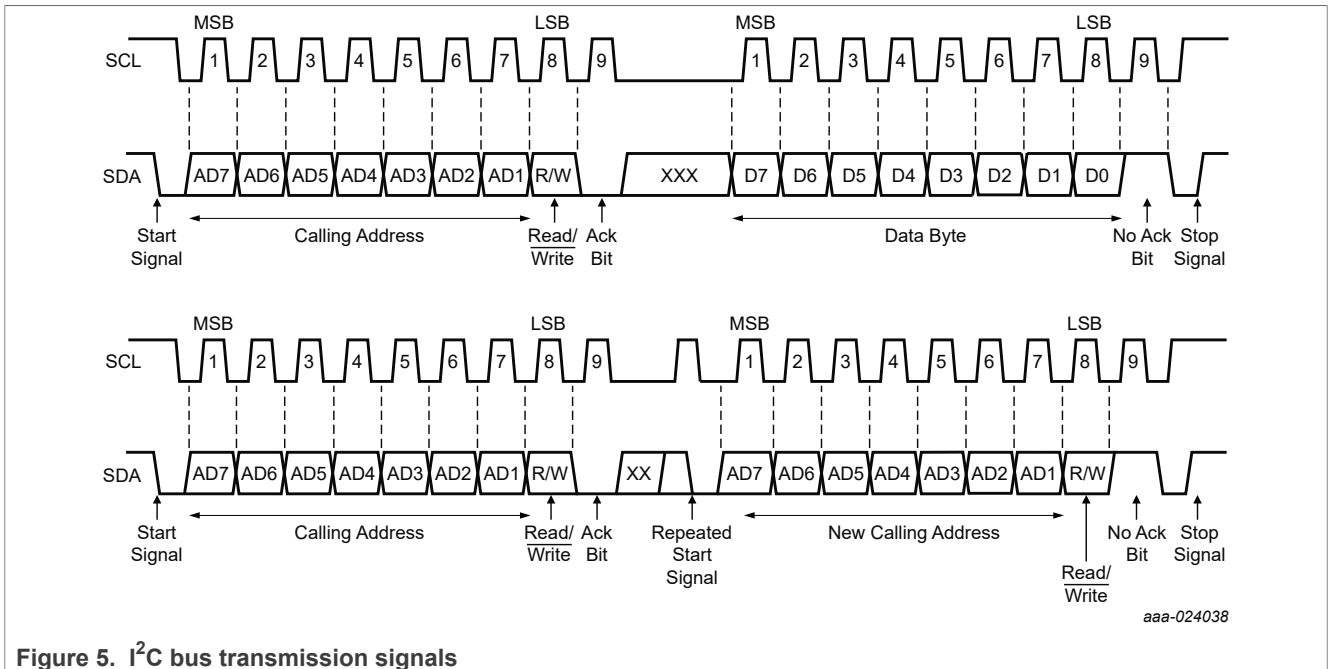 MSB LSB MSB LSB
SCL 1 2 3 4 5 6 7 8 9 1 2 3 4 5 6 7 8 9
SDA AD7 AD6 AD5 AD4 AD3 AD2 AD1 R/W XXX D7 D6 D5 D4 D3 D2 D1 D0
Start Signal
Calling Address
Read/Write
Ack Bit
Data Byte
No Ack Bit
Stop Signal
MSB LSB MSB LSB
SCL 1 2 3 4 5 6 7 8 9 1 2 3 4 5 6 7 8 9
SDA AD7 AD6 AD5 AD4 AD3 AD2 AD1 R/W XX AD7 AD6 AD5 AD4 AD3 AD2 AD1 R/W
Start Signal
Calling Address
Read/Write
Ack Bit
Repeated Start Signal
New Calling Address
Read/Write
No Ack Bit
Stop Signal
aaa-024038
Figure 5. I²C bus transmission signals